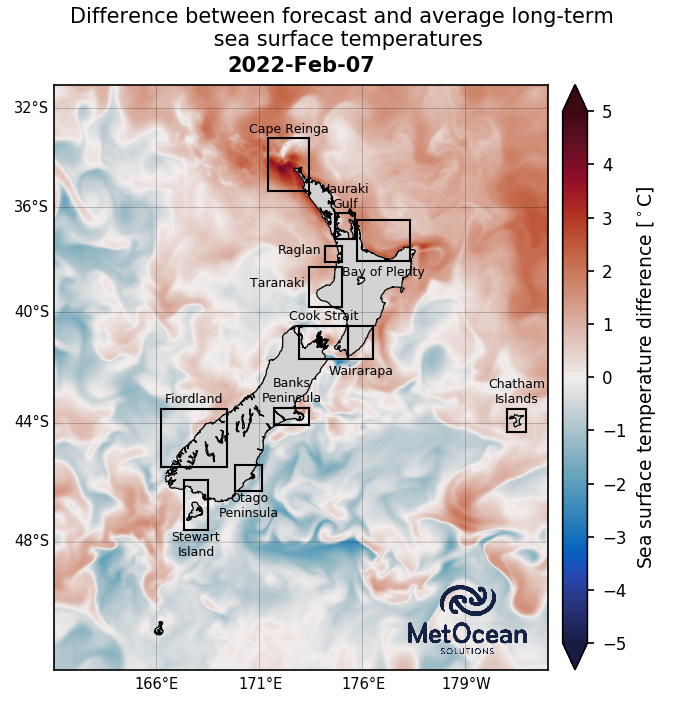 Difference between forecast and average long-term
sea surface temperatures
2022-Feb-07
32°S
36°S
40°S
44°S
48°S
166°E
171°E
176°E
179°W
Cape Reinga
Hauraki
Gulf
Raglan
Bay of Plenty
Taranaki
Cook Strait
Wairarapa
Banks
Peninsula
Fiordland
Chatham
Islands
Otago
Peninsula
Stewart
Island
MetOcean
SOLUTIONS
5
4
3
2
1
0
−1
−2
−3
−4
−5
Sea surface temperature difference [°C]